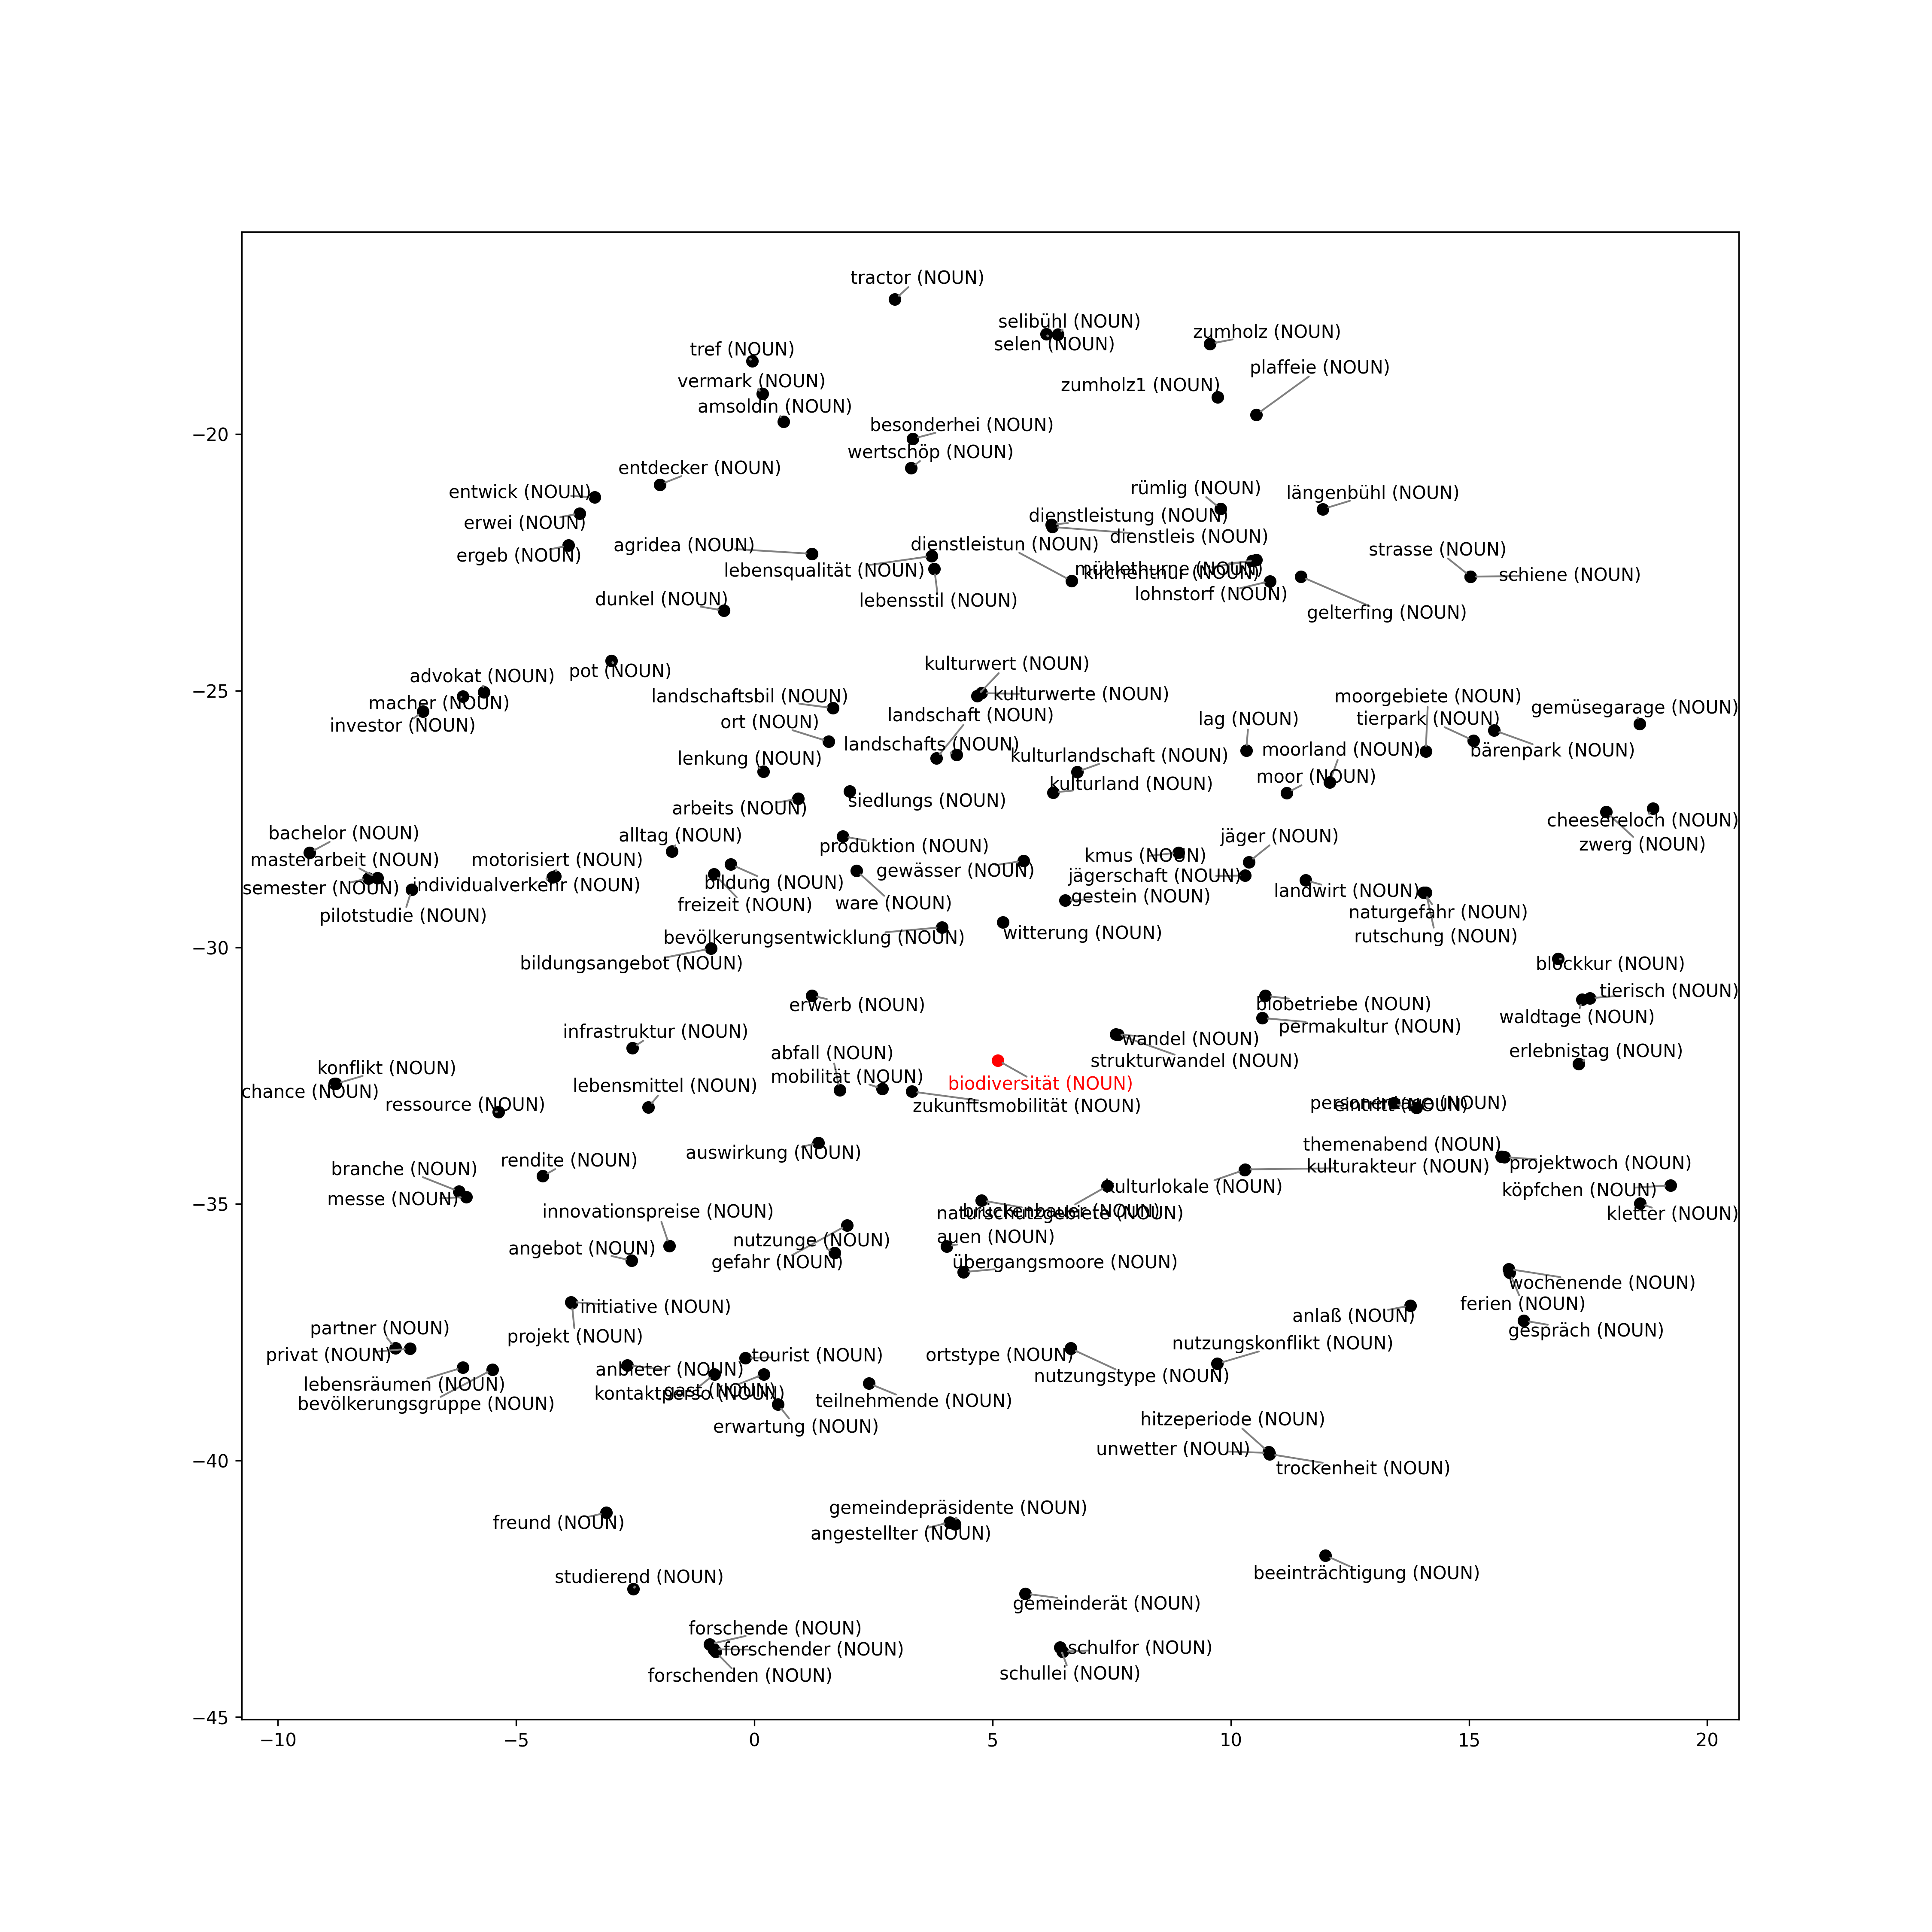 tractor (NOUN)
selibühl (NOUN)
zumholz (NOUN)
selen (NOUN)
tref (NOUN)
plaffeie (NOUN)
vermark (NOUN)
zumholz1 (NOUN)
amsoldin (NOUN)
−20
besonderhei (NOUN)
wertschöp (NOUN)
entdecker (NOUN)
entwick (NOUN)
rümlig (NOUN)
längenbühl (NOUN)
erwei (NOUN)
dienstleistung (NOUN)
dienstleis (NOUN)
agridea (NOUN)
dienstleistun (NOUN)
strasse (NOUN)
ergeb (NOUN)
lebensqualität (NOUN)
mühlethurne (NOUN)
kirchenthur (NOUN)
schiene (NOUN)
dunkel (NOUN)
lebensstil (NOUN)
lohnstorf (NOUN)
gelterfing (NOUN)
kulturwert (NOUN)
pot (NOUN)
advokat (NOUN)
−25
landschaftsbil (NOUN)
kulturwerte (NOUN)
moorgebiete (NOUN)
macher (NOUN)
gemüsegarage (NOUN)
investor (NOUN)
ort (NOUN)
landschaft (NOUN)
lag (NOUN)
tierpark (NOUN)
landschafts (NOUN)
moorland (NOUN)
bärenpark (NOUN)
lenkung (NOUN)
kulturlandschaft (NOUN)
moor (NOUN)
kulturland (NOUN)
arbeits (NOUN)
siedlungs (NOUN)
cheesereloch (NOUN)
bachelor (NOUN)
alltag (NOUN)
jäger (NOUN)
produktion (NOUN)
zwerg (NOUN)
masterarbeit (NOUN)
motorisiert (NOUN)
kmus (NOUN)
semester (NOUN)
individualverkehr (NOUN)
bildung (NOUN)
gewässer (NOUN)
jägerschaft (NOUN)
landwirt (NOUN)
pilotstudie (NOUN)
freizeit (NOUN)
ware (NOUN)
gestein (NOUN)
naturgefahr (NOUN)
bevölkerungsentwicklung (NOUN)
witterung (NOUN)
rutschung (NOUN)
−30
bildungsangebot (NOUN)
blockkur (NOUN)
erwerb (NOUN)
biobetriebe (NOUN)
tierisch (NOUN)
infrastruktur (NOUN)
permakultur (NOUN)
waldtage (NOUN)
wandel (NOUN)
abfall (NOUN)
strukturwandel (NOUN)
erlebnistag (NOUN)
konflikt (NOUN)
mobilität (NOUN)
chance (NOUN)
lebensmittel (NOUN)
biodiversität (NOUN)
ressource (NOUN)
zukunftsmobilität (NOUN)
eintritt (NOUN)
auswirkung (NOUN)
themenabend (NOUN)
branche (NOUN)
rendite (NOUN)
kulturakteur (NOUN)
projektwoch (NOUN)
messe (NOUN)
kulturlokale (NOUN)
köpfchen (NOUN)
−35
innovationspreise (NOUN)
brückenbauer (NOUN)
naturschutzgebiete (NOUN)
kletter (NOUN)
angebot (NOUN)
nutzunge (NOUN)
auen (NOUN)
gefahr (NOUN)
übergangsmoore (NOUN)
wochenende (NOUN)
initiative (NOUN)
anlaß (NOUN)
ferien (NOUN)
partner (NOUN)
projekt (NOUN)
gespräch (NOUN)
privat (NOUN)
tourist (NOUN)
ortstype (NOUN)
nutzungskonflikt (NOUN)
lebensräumen (NOUN)
anbieter (NOUN)
nutzungstype (NOUN)
bevölkerungsgruppe (NOUN)
kontaktperso (NOUN)
gast (NOUN)
teilnehmende (NOUN)
erwartung (NOUN)
hitzeperiode (NOUN)
−40
unwetter (NOUN)
trockenheit (NOUN)
freund (NOUN)
gemeindepräsidente (NOUN)
angestellter (NOUN)
beeinträchtigung (NOUN)
studierend (NOUN)
gemeinderät (NOUN)
forschende (NOUN)
forschender (NOUN)
schulfor (NOUN)
forschenden (NOUN)
schullei (NOUN)
−45
−10 −5 0 5 10 15 20